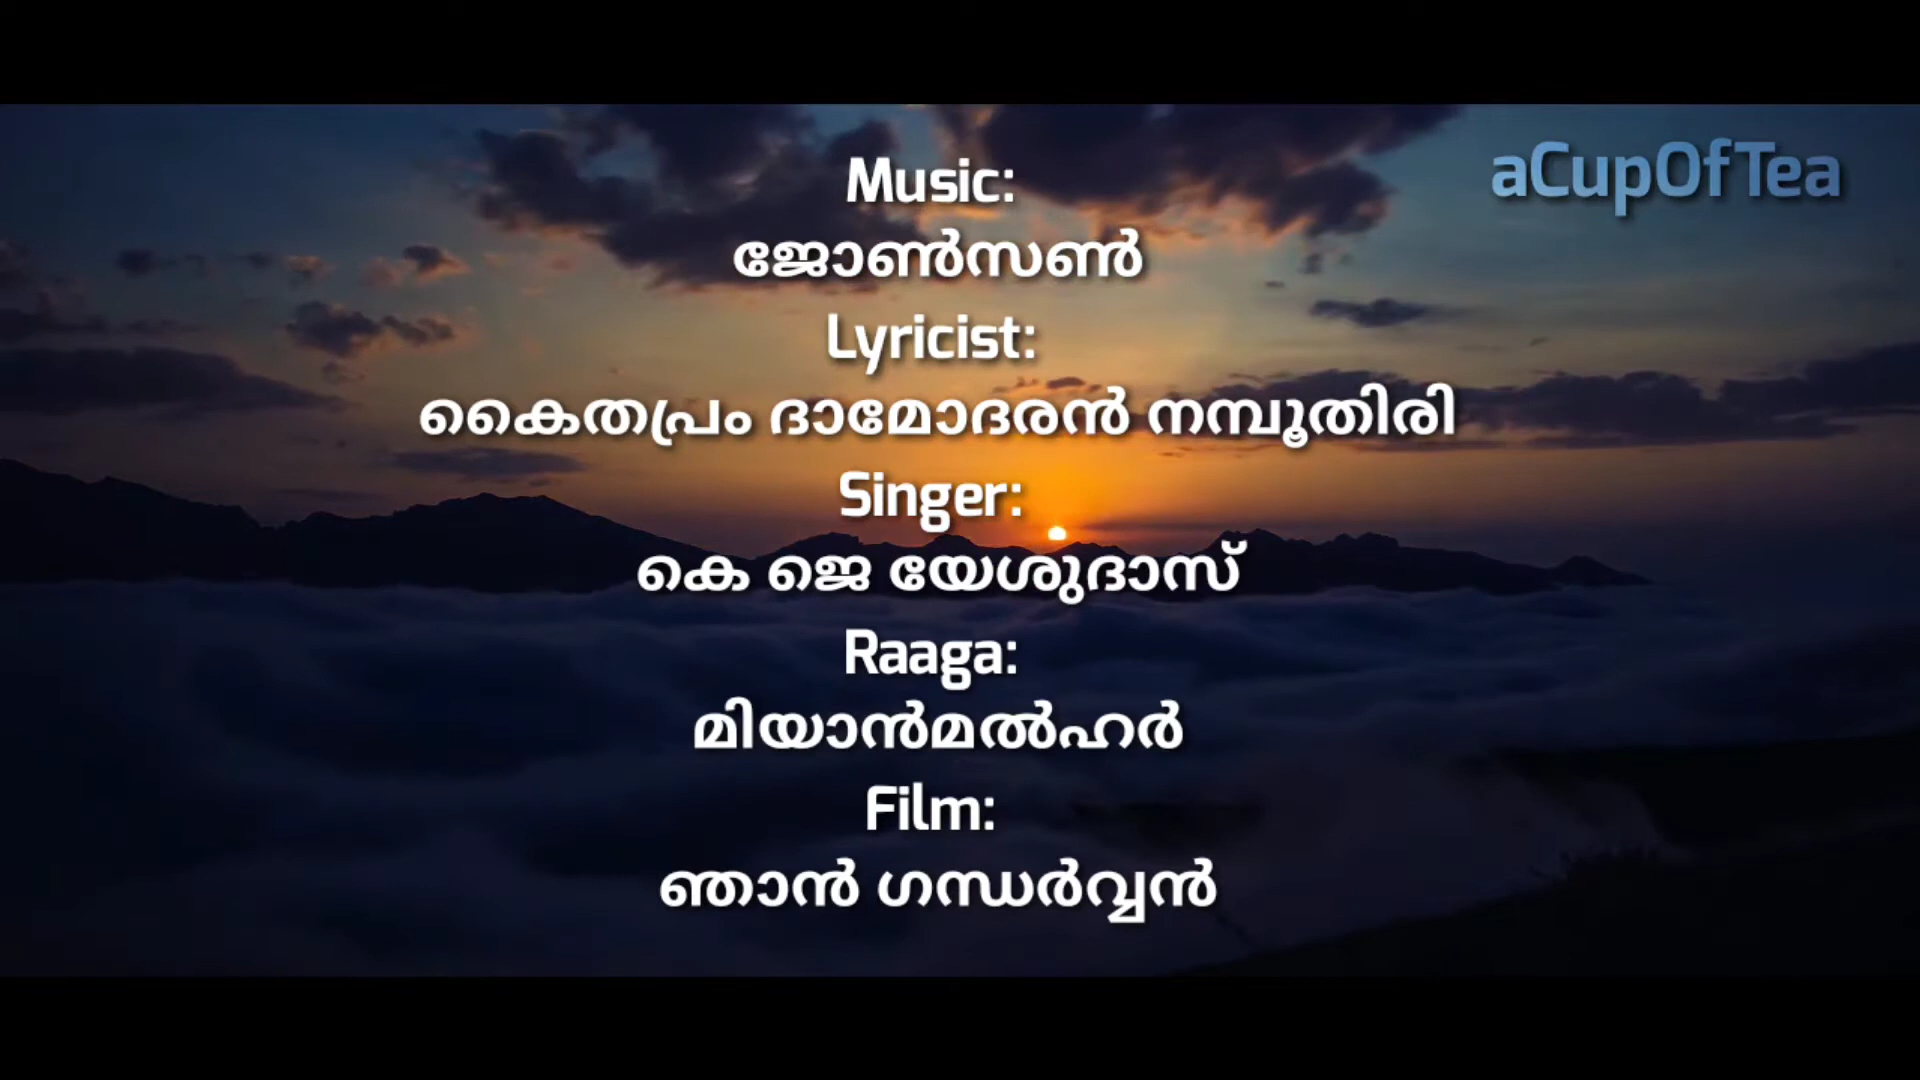 aCupOfTea
Music:
ജോൺസൺ
Lyricist:
കൈതപ്രം ദാമോദരൻ നമ്പൂതിരി
Singer:
കെ ജെ യേശുദാസ്
Raaga:
മിയാൻമൽഹർ
Film:
ഞാൻ ഗന്ധർവ്വൻ